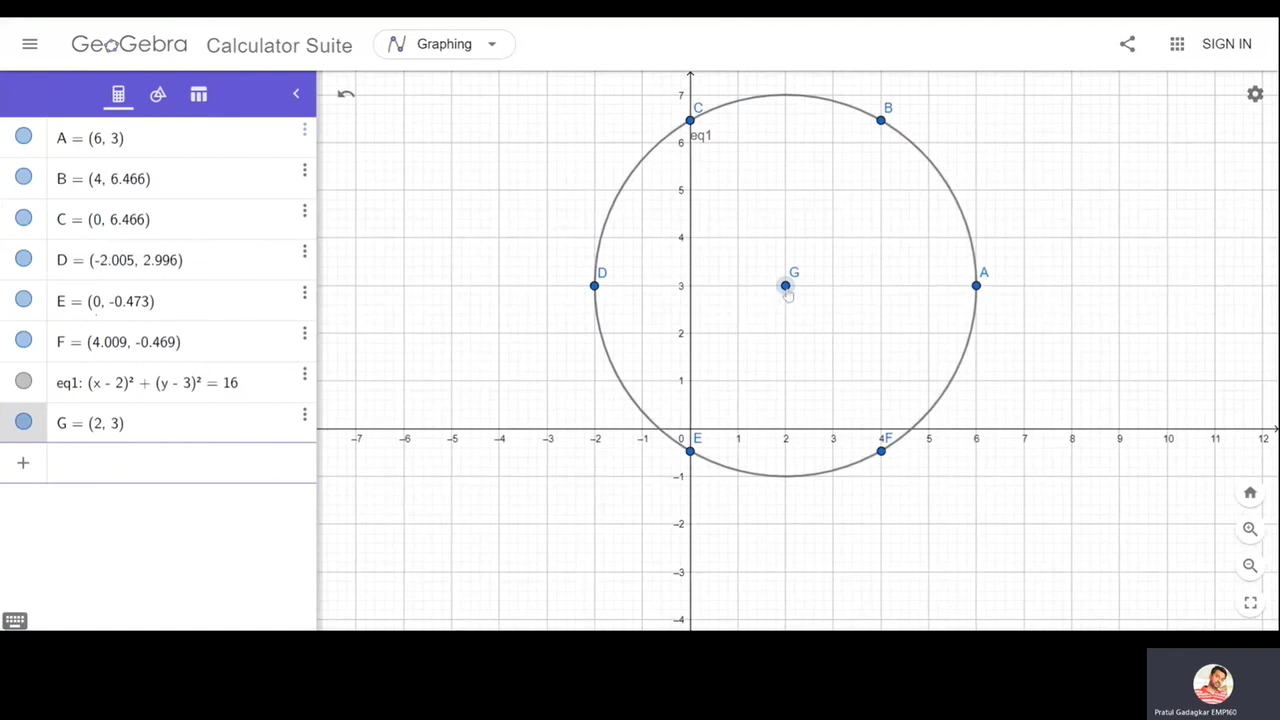 GeoGebra Calculator Suite Graphing SIGN IN
A = (6, 3)
B = (4, 6.466)
C = (0, 6.466)
D = (-2.005, 2.996)
E = (0, -0.473)
F = (4.009, -0.469)
eq1: (x - 2)² + (y - 3)² = 16
G = (2, 3)
7
C
B
eq1
6
5
4
D
G
A
3
2
1
E
F
–7 –6 –5 –4 –3 –2 –1 0 1 2 3 4 5 6 7 8 9 10 11 12
–1
–2
–3
–4
Pratul Gadagkar EMP160